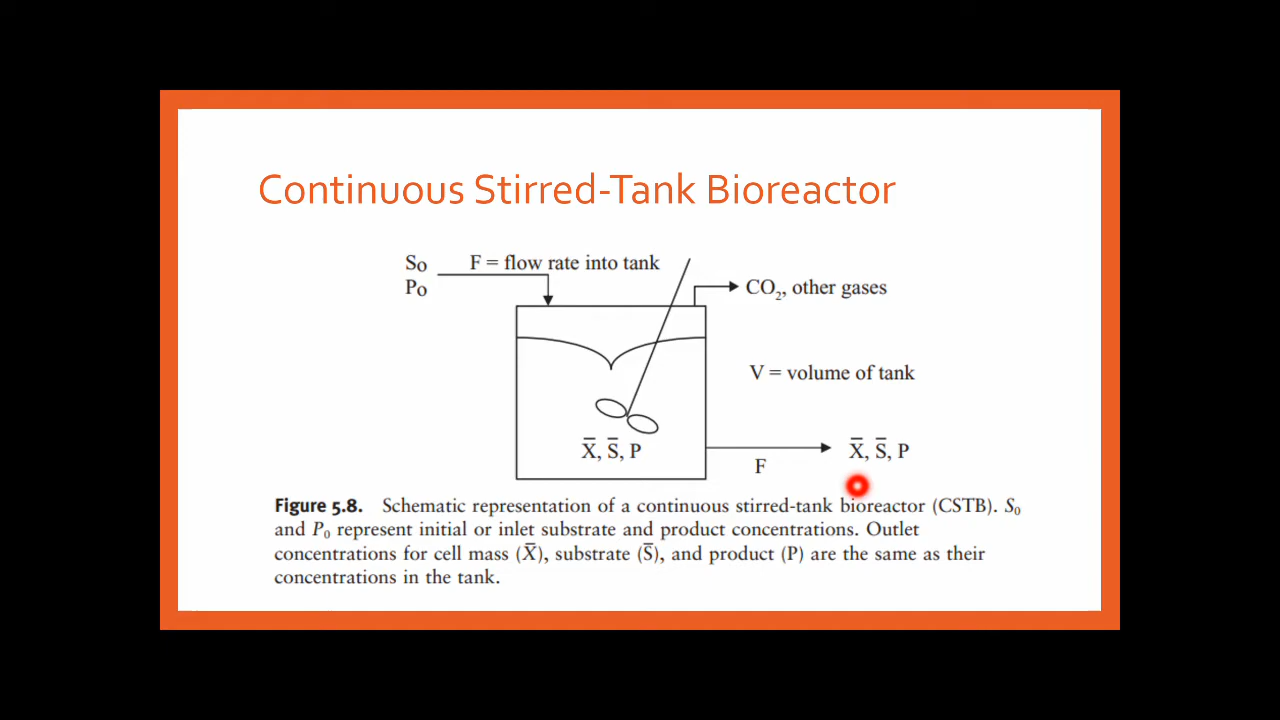 Continuous Stirred-Tank Bioreactor
So
F = flow rate into tank
Po
CO₂, other gases
V = volume of tank
X̅, S̅, P
X̅, S̅, P
F
Figure 5.8. Schematic representation of a continuous stirred-tank bioreactor (CSTB). S₀
and P₀ represent initial or inlet substrate and product concentrations. Outlet
concentrations for cell mass (X̅), substrate (S̅), and product (P) are the same as their
concentrations in the tank.